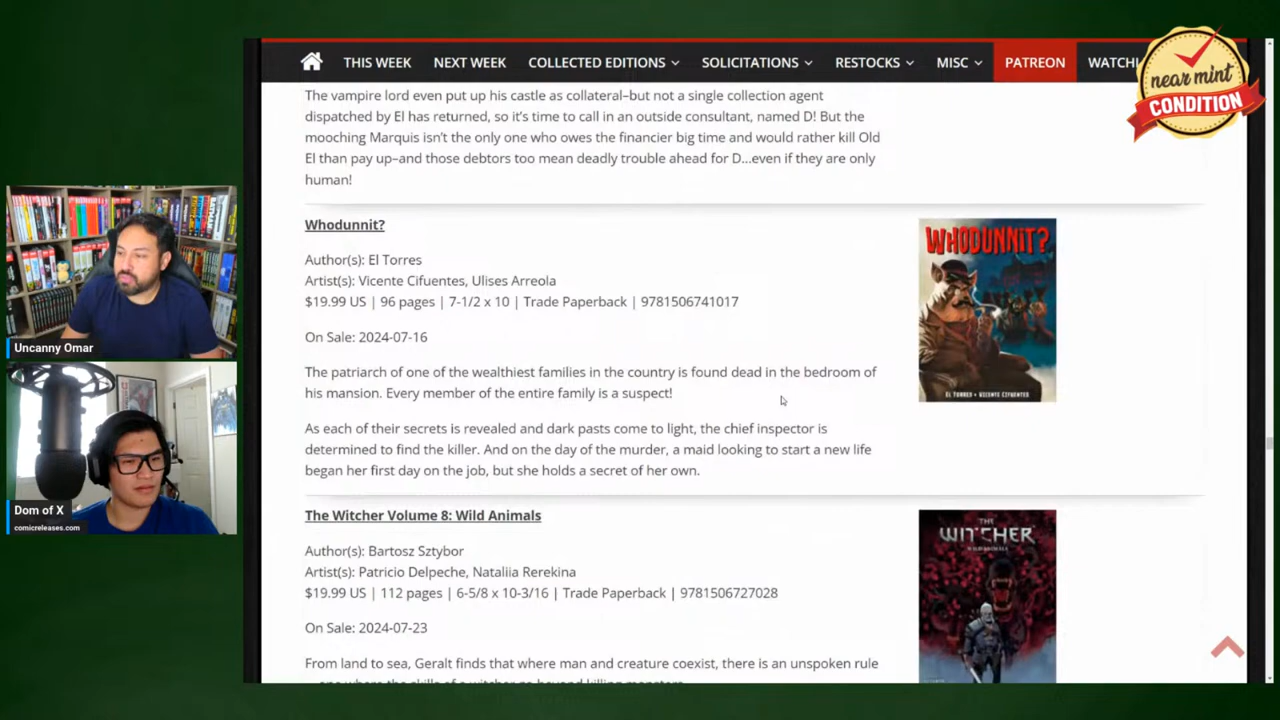 THIS WEEK NEXT WEEK COLLECTED EDITIONS SOLICITATIONS RESTOCKS MISC PATREON WATCHL
near mint
CONDITION
The vampire lord even put up his castle as collateral–but not a single collection agent
dispatched by El has returned, so it's time to call in an outside consultant, named D! But the
mooching Marquis isn't the only one who owes the financier big time and would rather kill Old
El than pay up–and those debtors too mean deadly trouble ahead for D…even if they are only
human!
Whodunnit?
Author(s): El Torres
Artist(s): Vicente Cifuentes, Ulises Arreola
$19.99 US | 96 pages | 7-1/2 x 10 | Trade Paperback | 9781506741017
On Sale: 2024-07-16
The patriarch of one of the wealthiest families in the country is found dead in the bedroom of
his mansion. Every member of the entire family is a suspect!
As each of their secrets is revealed and dark pasts come to light, the chief inspector is
determined to find the killer. And on the day of the murder, a maid looking to start a new life
began her first day on the job, but she holds a secret of her own.
WHODUNNIT?
EL TORRES • VICENTE CIFUENTES
The Witcher Volume 8: Wild Animals
Author(s): Bartosz Sztybor
Artist(s): Patricio Delpeche, Nataliia Rerekina
$19.99 US | 112 pages | 6-5/8 x 10-3/16 | Trade Paperback | 9781506727028
On Sale: 2024-07-23
From land to sea, Geralt finds that where man and creature coexist, there is an unspoken rule
THE
WITCHER
WILD ANIMALS
Uncanny Omar
Dom of X
comicreleases.com